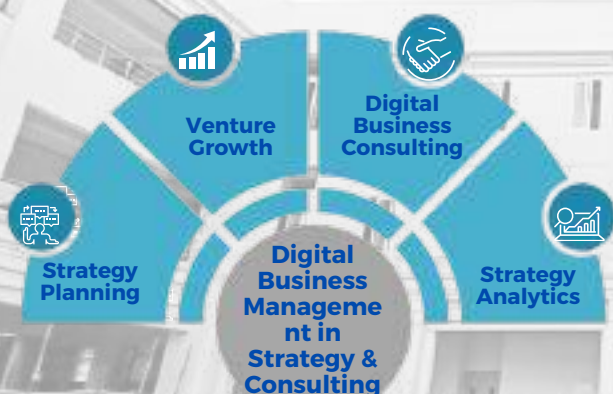 Venture
Growth
Digital
Business
Consulting
Strategy
Planning
Strategy
Analytics
Digital
Business
Manageme
nt in
Strategy &
Consulting